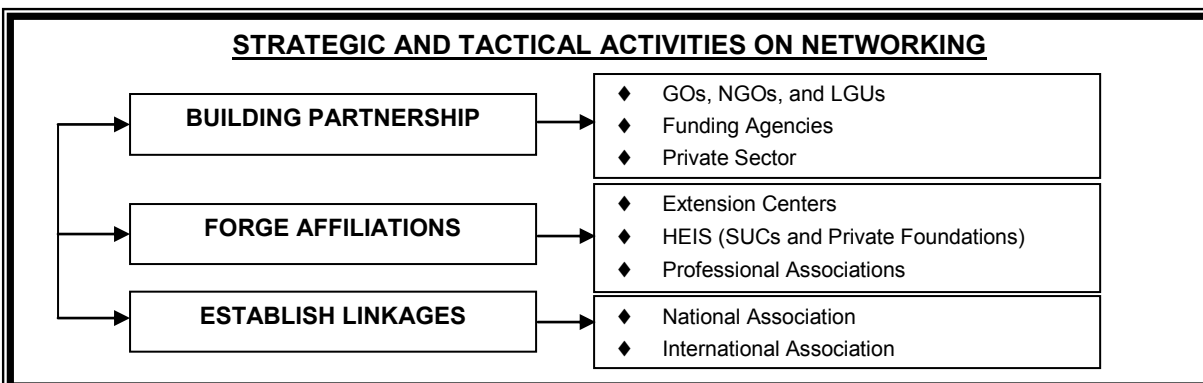 STRATEGIC AND TACTICAL ACTIVITIES ON NETWORKING
BUILDING PARTNERSHIP
♦ GOs, NGOs, and LGUs
♦ Funding Agencies
♦ Private Sector
FORGE AFFILIATIONS
♦ Extension Centers
♦ HEIS (SUCs and Private Foundations)
♦ Professional Associations
ESTABLISH LINKAGES
♦ National Association
♦ International Association